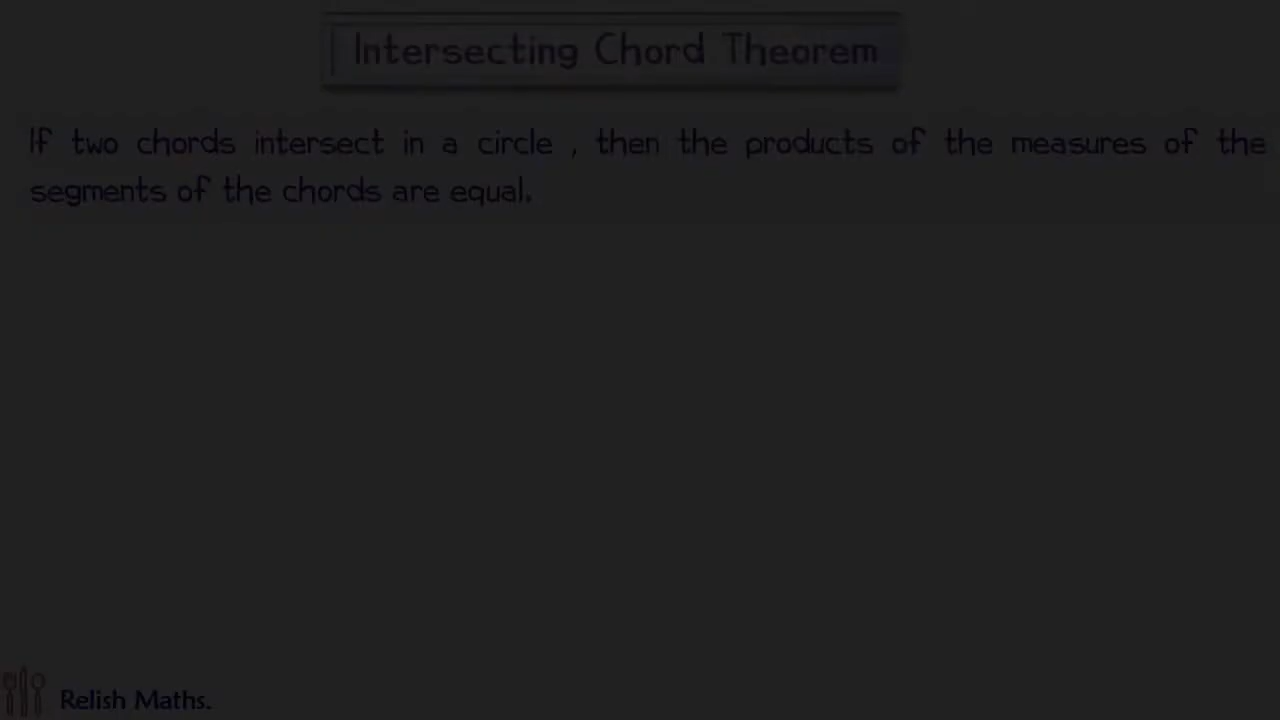 Intersecting Chord Theorem
If two chords intersect in a circle , then the products of the measures of the
segments of the chords are equal.
Relish Maths.